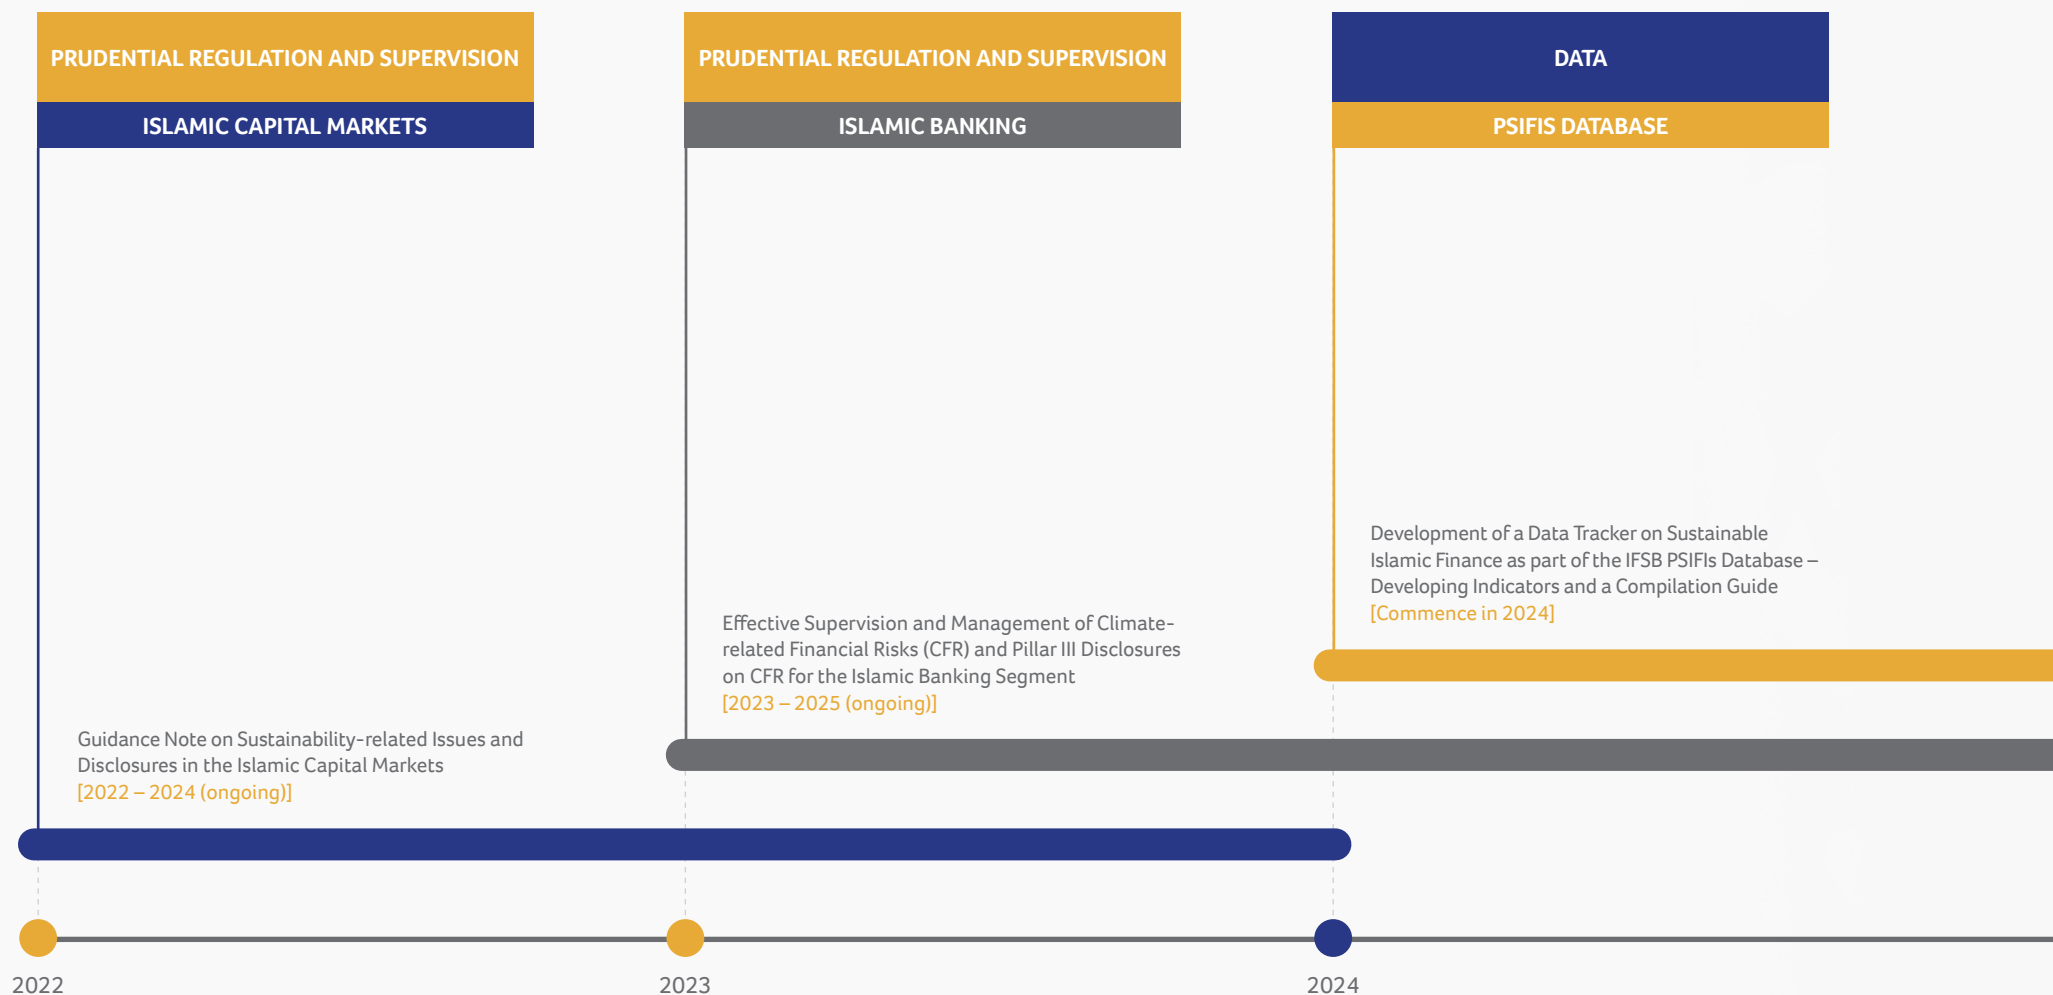 PRUDENTIAL REGULATION AND SUPERVISION
ISLAMIC CAPITAL MARKETS
Guidance Note on Sustainability-related Issues and
Disclosures in the Islamic Capital Markets
[2022 – 2024 (ongoing)]
PRUDENTIAL REGULATION AND SUPERVISION
ISLAMIC BANKING
Effective Supervision and Management of Climate-
related Financial Risks (CFR) and Pillar III Disclosures
on CFR for the Islamic Banking Segment
[2023 – 2025 (ongoing)]
DATA
PSIFIS DATABASE
Development of a Data Tracker on Sustainable
Islamic Finance as part of the IFSB PSIFIs Database –
Developing Indicators and a Compilation Guide
[Commence in 2024]
2022
2023
2024